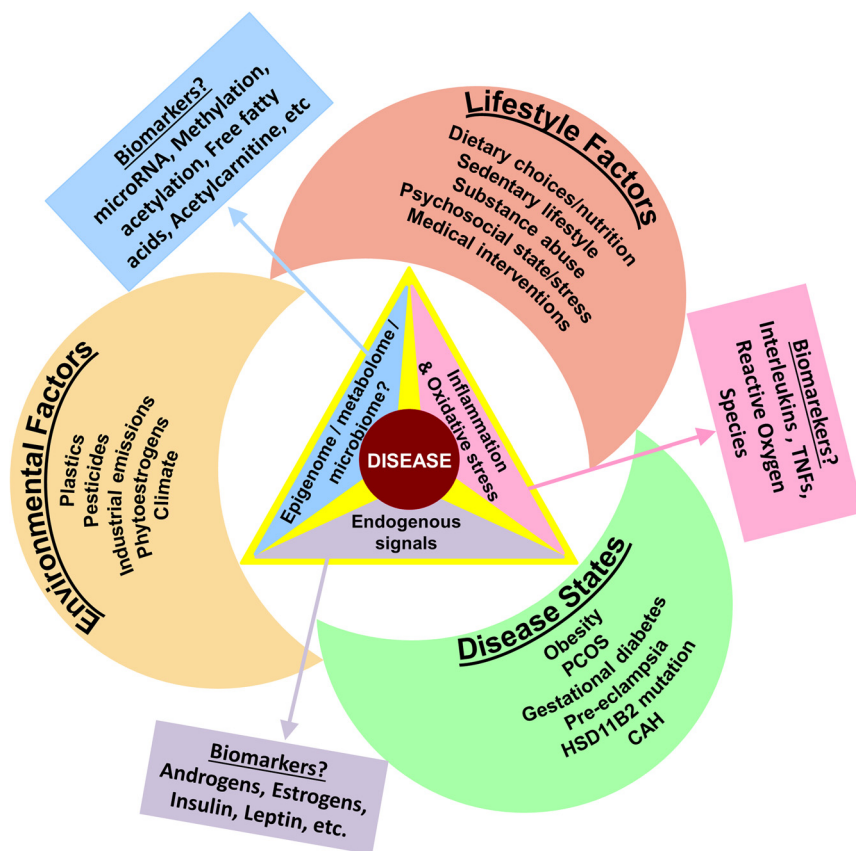 Biomarkers?
microRNA, Methylation,
acetylation, Free fatty
acids, Acetylcarnitine, etc
Lifestyle Factors
Dietary choices/nutrition
Sedentary lifestyle
Substance abuse
Psychosocial state/stress
Medical interventions
Environmental Factors
Plastics
Pesticides
Industrial emissions
Phytoestrogens
Climate
Epigenome / metabolome /
microbiome?
Inflammation
& Oxidative stress
DISEASE
Endogenous
signals
Biomarekers?
Interleukins , TNFs,
Reactive Oxygen
Species
Disease States
Obesity
PCOS
Gestational diabetes
Pre-eclampsia
HSD11B2 mutation
CAH
Biomarkers?
Androgens, Estrogens,
Insulin, Leptin, etc.